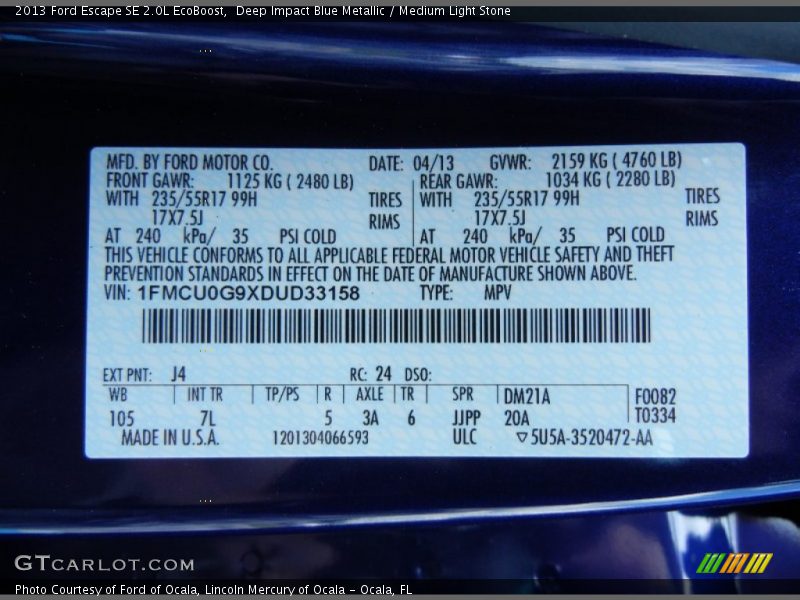 2013 Ford Escape SE 2.0L EcoBoost,  Deep Impact Blue Metallic / Medium Light Stone
MFD. BY FORD MOTOR CO. DATE: 04/13 GVWR: 2159 KG ( 4760 LB)
FRONT GAWR: 1125 KG ( 2480 LB) REAR GAWR: 1034 KG ( 2280 LB)
WITH 235/55R17 99H TIRES WITH 235/55R17 99H TIRES
17X7.5J RIMS 17X7.5J RIMS
AT 240 kPa/ 35 PSI COLD AT 240 kPa/ 35 PSI COLD
THIS VEHICLE CONFORMS TO ALL APPLICABLE FEDERAL MOTOR VEHICLE SAFETY AND THEFT
PREVENTION STANDARDS IN EFFECT ON THE DATE OF MANUFACTURE SHOWN ABOVE.
VIN: 1FMCU0G9XDUD33158 TYPE: MPV
EXT PNT: J4 RC: 24 DSO:
WB INT TR TP/PS R AXLE TR SPR DM21A F0082
105 7L 5 3A 6 JJPP 20A T0334
MADE IN U.S.A. 1201304066593 ULC ▽5U5A-3520472-AA
GTCARLOT.COM
Photo Courtesy of Ford of Ocala, Lincoln Mercury of Ocala - Ocala, FL